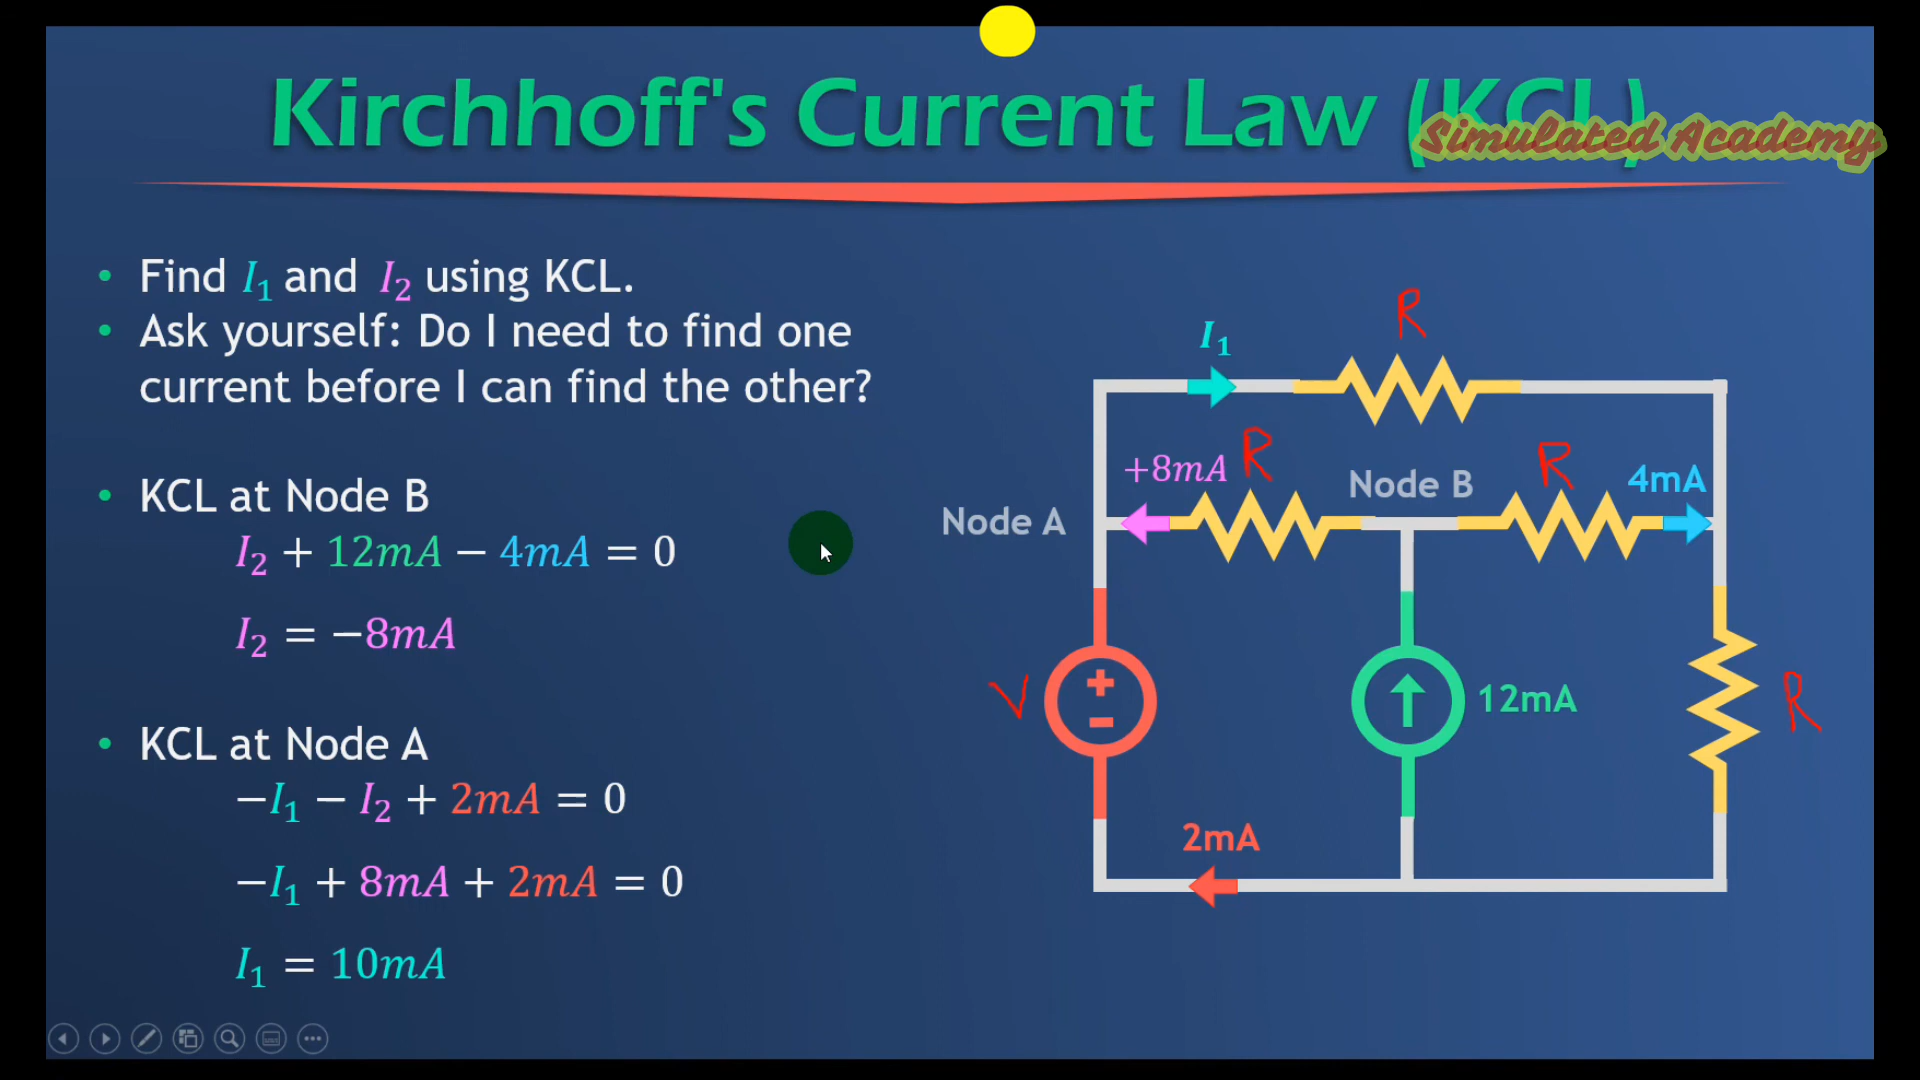 Kirchhoff's Current Law (KCL)
Simulated Academy
• Find I₁ and I₂ using KCL.
• Ask yourself: Do I need to find one
current before I can find the other?
• KCL at Node B
I₂ + 12mA − 4mA = 0
I₂ = −8mA
• KCL at Node A
−I₁ − I₂ + 2mA = 0
−I₁ + 8mA + 2mA = 0
I₁ = 10mA
R
I₁
+8mA R
Node B
R
4mA
Node A
V
+
−
12mA
R
2mA